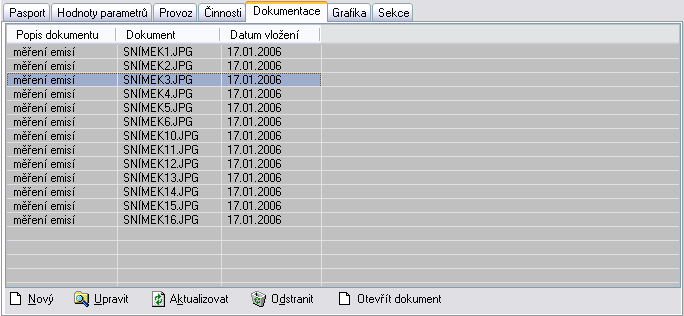 Pasport Hodnoty parametrů Provoz Činnosti Dokumentace Grafika Sekce
Popis dokumentu Dokument Datum vložení
měření emisí SNÍMEK1.JPG 17.01.2006
měření emisí SNÍMEK2.JPG 17.01.2006
měření emisí SNÍMEK3.JPG 17.01.2006
měření emisí SNÍMEK4.JPG 17.01.2006
měření emisí SNÍMEK5.JPG 17.01.2006
měření emisí SNÍMEK6.JPG 17.01.2006
měření emisí SNÍMEK10.JPG 17.01.2006
měření emisí SNÍMEK11.JPG 17.01.2006
měření emisí SNÍMEK12.JPG 17.01.2006
měření emisí SNÍMEK13.JPG 17.01.2006
měření emisí SNÍMEK14.JPG 17.01.2006
měření emisí SNÍMEK15.JPG 17.01.2006
měření emisí SNÍMEK16.JPG 17.01.2006
Nový Upravit Aktualizovat Odstranit Otevřít dokument